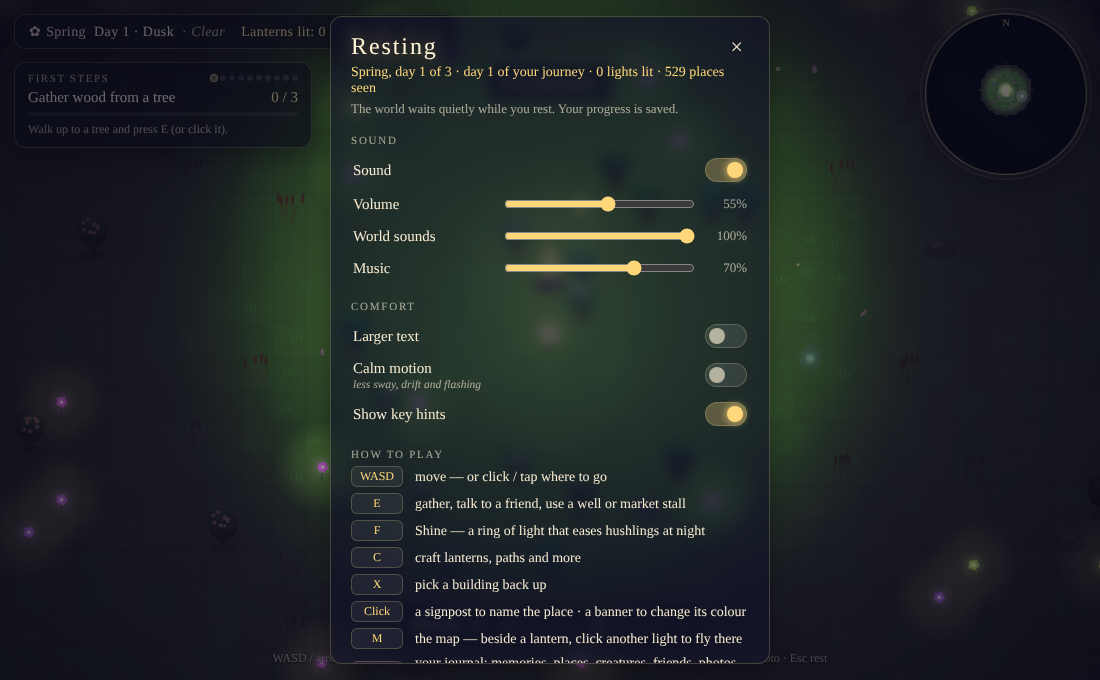 ✿ Spring Day 1 · Dusk · Clear Lanterns lit: 0
FIRST STEPS
Gather wood from a tree 0 / 3
Walk up to a tree and press E (or click it).
N
Resting ×
Spring, day 1 of 3 · day 1 of your journey · 0 lights lit · 529 places
seen
The world waits quietly while you rest. Your progress is saved.
SOUND
Sound
Volume 55%
World sounds 100%
Music 70%
COMFORT
Larger text
Calm motion
less sway, drift and flashing
Show key hints
HOW TO PLAY
WASD move — or click / tap where to go
E gather, talk to a friend, use a well or market stall
F Shine — a ring of light that eases hushlings at night
C craft lanterns, paths and more
X pick a building back up
Click a signpost to name the place · a banner to change its colour
M the map — beside a lantern, click another light to fly there
your journal: memories, places, creatures, friends, photos
WASD / · Esc rest